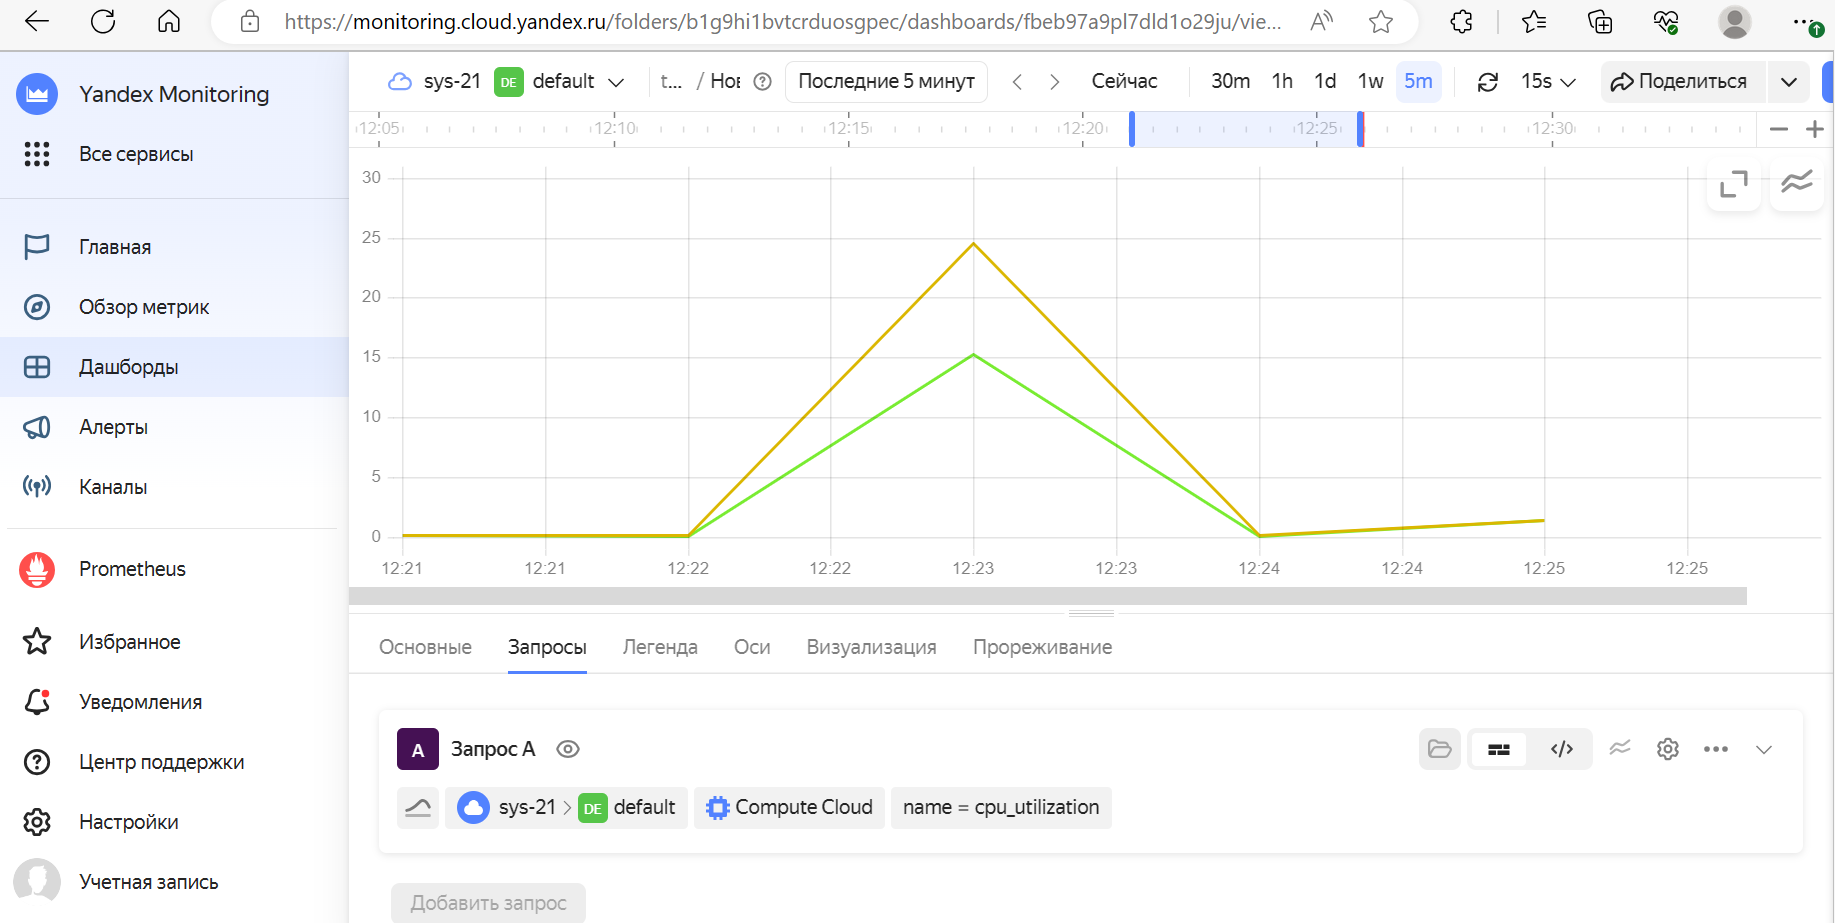 https://monitoring.cloud.yandex.ru/folders/b1g9hi1bvtcrduosgpec/dashboards/fbeb97a9pl7dld1o29ju/vie...
Yandex Monitoring
Все сервисы
Главная
Обзор метрик
Дашборды
Алерты
Каналы
Prometheus
Избранное
Уведомления
Центр поддержки
Настройки
Учетная запись
sys-21 DE default t... / Нов Последние 5 минут Сейчас 30m 1h 1d 1w 5m 15s Поделиться
12:05 12:10 12:15 12:20 12:25 12:30
30
25
20
15
10
5
0
12:21 12:21 12:22 12:22 12:23 12:23 12:24 12:24 12:25 12:25
Основные Запросы Легенда Оси Визуализация Прореживание
A Запрос A
sys-21 > DE default Compute Cloud name = cpu_utilization
Добавить запрос